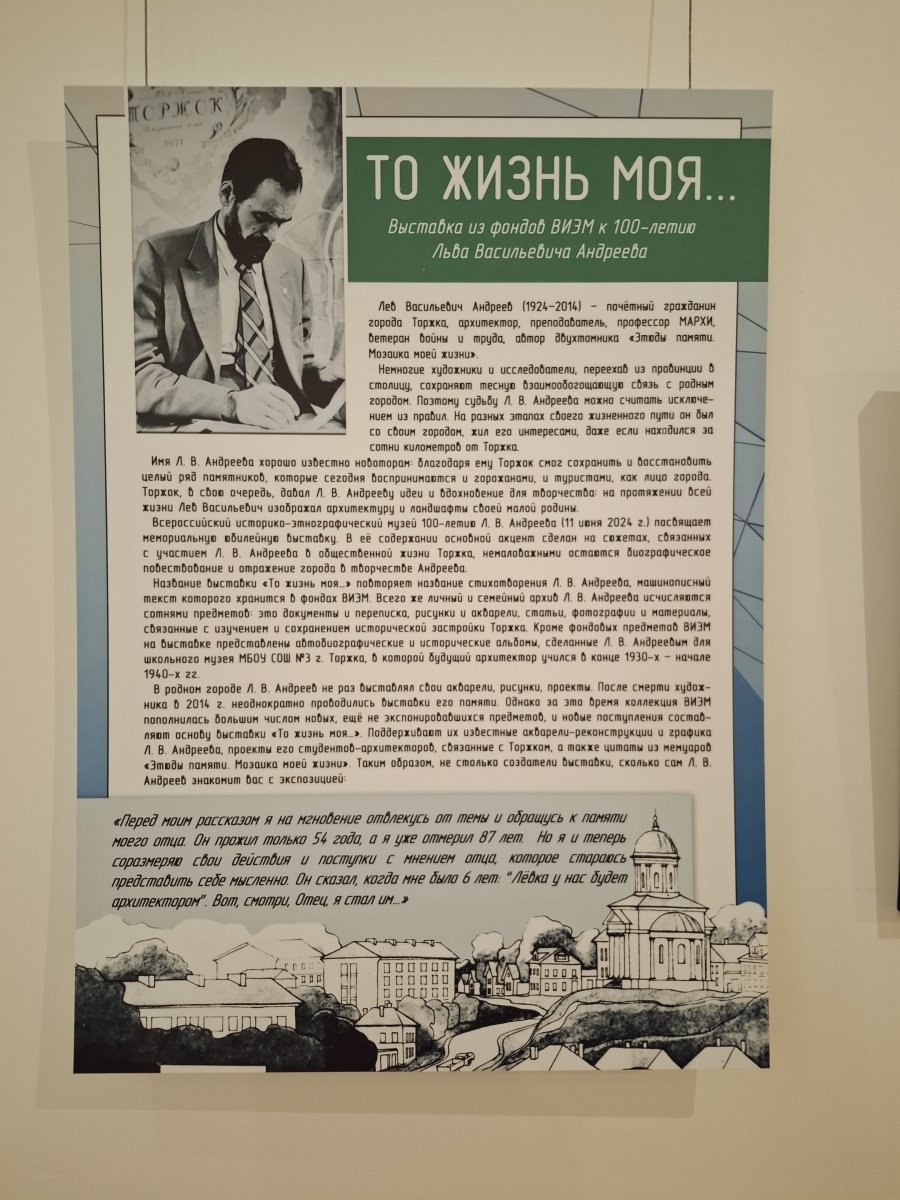 ТОРЖОК
1971
ТО ЖИЗНЬ МОЯ...
Выставка из фондов ВИЭМ к 100-летию
Льва Васильевича Андреева
Лев Васильевич Андреев (1924–2014) – почётный гражданин
города Торжка, архитектор, преподаватель, профессор МАРХИ,
ветеран войны и труда, автор двухтомника «Этюды памяти.
Мозаика моей жизни».
Немногие художники и исследователи, переехав из провинции в
столицу, сохраняют тесную взаимообогощающую связь с родным
городом. Поэтому судьбу Л. В. Андреева можно считать исключе-
нием из правил. На разных этапах своего жизненного пути он был
со своим городом, жил его интересами, даже если находился за
сотни километров от Торжка.
Имя Л. В. Андреева хорошо известно новоторам: благодаря ему Торжок смог сохранить и восстановить
целый ряд памятников, которые сегодня воспринимаются и горожанами, и туристами, как лицо города.
Торжок, в свою очередь, давал Л. В. Андрееву идеи и вдохновение для творчества: на протяжении всей
жизни Лев Васильевич изображал архитектуру и ландшафты своей малой родины.
Всероссийский историко-этнографический музей 100-летию Л. В. Андреева (11 июня 2024 г.) посвящает
мемориальную юбилейную выставку. В её содержании основной акцент сделан на сюжетах, связанных
с участием Л. В. Андреева в общественной жизни Торжка, немаловажными остаются биографическое
повествование и отражение города в творчестве Андреева.
Название выставки «То жизнь моя...» повторяет название стихотворения Л. В. Андреева, машинописный
текст которого хранится в фондах ВИЭМ. Всего же личный и семейный архив Л. В. Андреева исчисляются
сотнями предметов: это документы и переписка, рисунки и акварели, статьи, фотографии и материалы,
связанные с изучением и сохранением исторической застройки Торжка. Кроме фондовых предметов ВИЭМ
на выставке представлены автобиографические и исторические альбомы, сделанные Л. В. Андреевым для
школьного музея МБОУ СОШ №3 г. Торжка, в которой будущий архитектор учился в конце 1930-х – начале
1940-х гг.
В родном городе Л. В. Андреев не раз выставлял свои акварели, рисунки, проекты. После смерти худож-
ника в 2014 г. неоднократно проводились выставки его памяти. Однако за это время коллекция ВИЭМ
пополнилась большим числом новых, ещё не экспонировавшихся предметов, и новые поступления состав-
ляют основу выставки «То жизнь моя...». Поддерживают их известные акварели-реконструкции и графика
Л. В. Андреева, проекты его студентов-архитекторов, связанные с Торжком, а также цитаты из мемуаров
«Этюды памяти. Мозаика моей жизни». Таким образом, не столько создатели выставки, сколько сам Л. В.
Андреев знакомит вас с экспозицией:
«Перед моим рассказом я на мгновение отвлекусь от темы и обращусь к памяти
моего отца. Он прожил только 54 года, а я уже отмерил 87 лет. Но я и теперь
соразмеряю свои действия и поступки с мнением отца, которое стараюсь
представить себе мысленно. Он сказал, когда мне было 6 лет: "Лёвка у нас будет
архитектором". Вот, смотри, Отец, я стал им...»